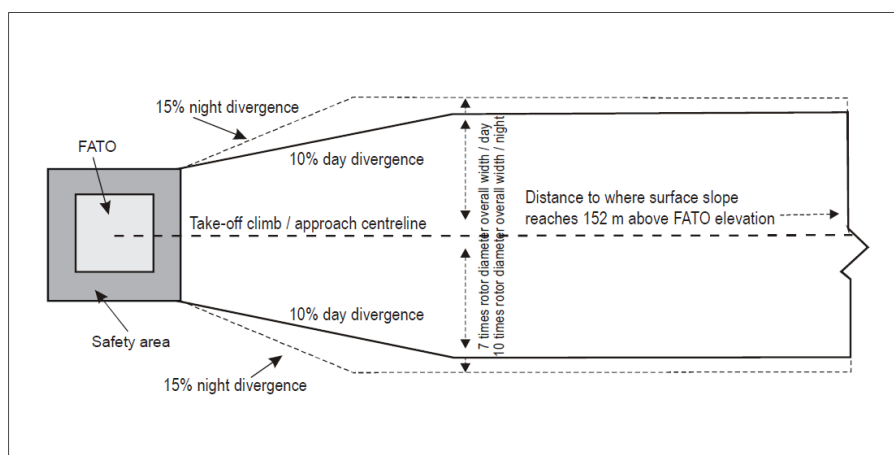 15% night divergence
FATO
10% day divergence
7 times rotor diameter overall width / day
10 times rotor diameter overall width / night
Distance to where surface slope
reaches 152 m above FATO elevation
Take-off climb / approach centreline
10% day divergence
Safety area
15% night divergence